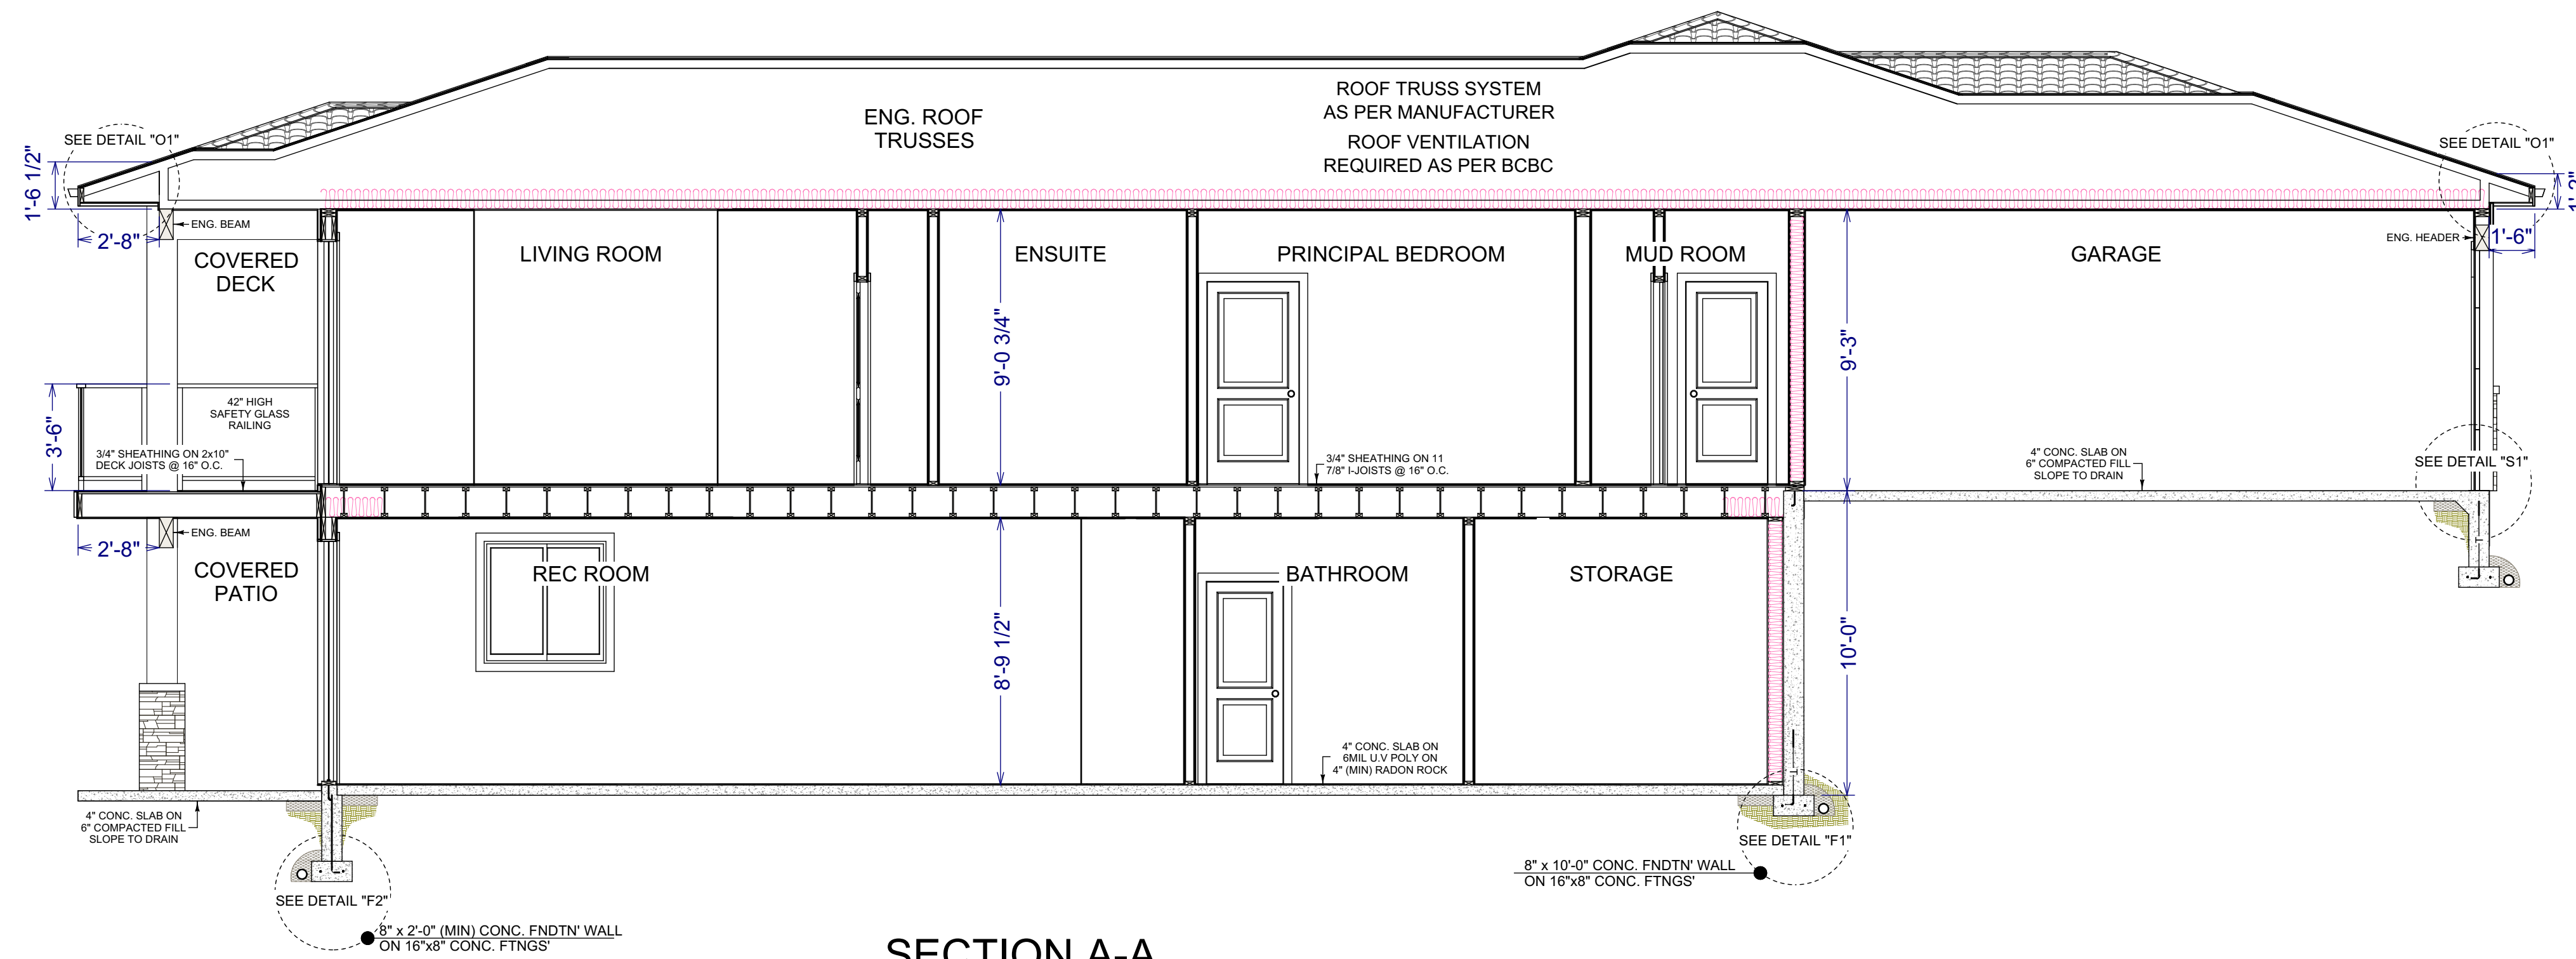 ENG. ROOF
TRUSSES
ROOF TRUSS SYSTEM
AS PER MANUFACTURER
ROOF VENTILATION
REQUIRED AS PER BCBC
SEE DETAIL "O1"
SEE DETAIL "O1"
1'-6 1/2"
2'-8"
ENG. BEAM
COVERED
DECK
LIVING ROOM
ENSUITE
PRINCIPAL BEDROOM
MUD ROOM
GARAGE
ENG. HEADER
1'-6"
9'-0 3/4"
9'-3"
3'-6"
42" HIGH
SAFETY GLASS
RAILING
3/4" SHEATHING ON 2x10"
DECK JOISTS @ 16" O.C.
3/4" SHEATHING ON 11
7/8" I-JOISTS @ 16" O.C.
4" CONC. SLAB ON
6" COMPACTED FILL
SLOPE TO DRAIN
SEE DETAIL "S1"
2'-8"
ENG. BEAM
COVERED
PATIO
REC ROOM
BATHROOM
STORAGE
8'-9 1/2"
10'-0"
4" CONC. SLAB ON
6MIL U.V POLY ON
4" (MIN) RADON ROCK
4" CONC. SLAB ON
6" COMPACTED FILL
SLOPE TO DRAIN
SEE DETAIL "F1"
8" x 10'-0" CONC. FNDTN' WALL
ON 16"x8" CONC. FTNGS'
SEE DETAIL "F2"
8" x 2'-0" (MIN) CONC. FNDTN' WALL
ON 16"x8" CONC. FTNGS'
SECTION A-A